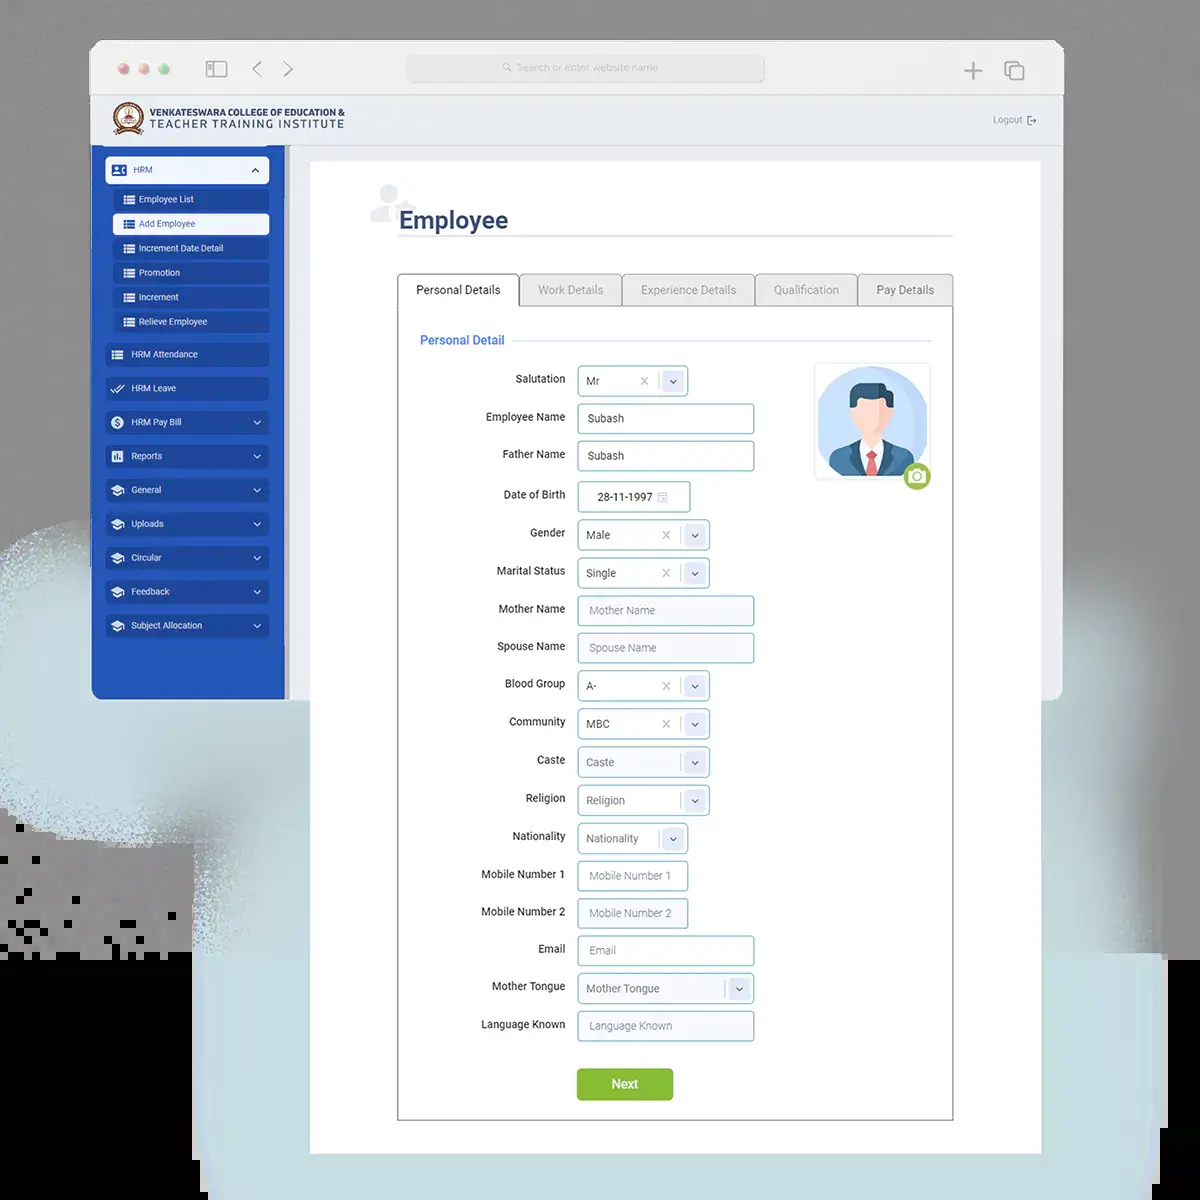 Search or enter website name
VENKATESWARA COLLEGE OF EDUCATION &
TEACHER TRAINING INSTITUTE
Logout
HRM
Employee List
Add Employee
Increment Date Detail
Promotion
Increment
Relieve Employee
HRM Attendance
HRM Leave
HRM Pay Bill
Reports
General
Uploads
Circular
Feedback
Subject Allocation
Employee
Personal Details Work Details Experience Details Qualification Pay Details
Personal Detail
Salutation Mr
Employee Name Subash
Father Name Subash
Date of Birth 28-11-1997
Gender Male
Marital Status Single
Mother Name Mother Name
Spouse Name Spouse Name
Blood Group A-
Community MBC
Caste Caste
Religion Religion
Nationality Nationality
Mobile Number 1 Mobile Number 1
Mobile Number 2 Mobile Number 2
Email Email
Mother Tongue Mother Tongue
Language Known Language Known
Next